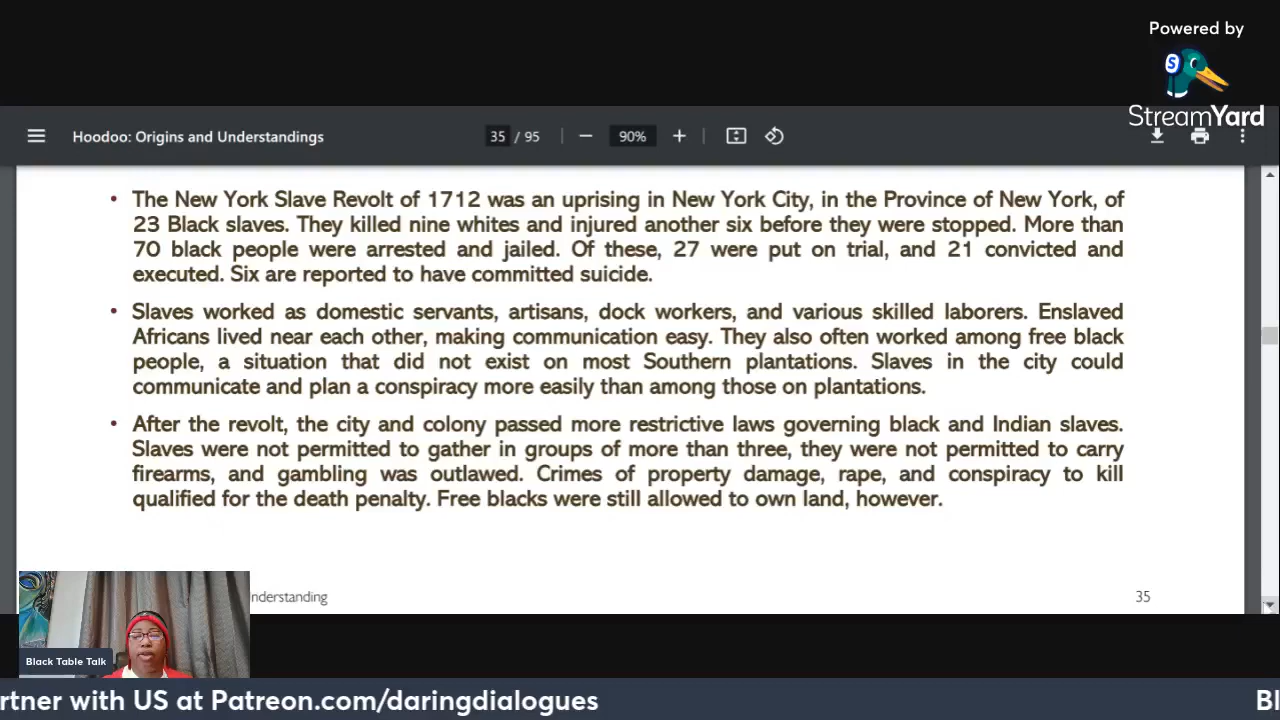 Powered by
StreamYard
Hoodoo: Origins and Understandings
35 / 95
90%
• The New York Slave Revolt of 1712 was an uprising in New York City, in the Province of New York, of
23 Black slaves. They killed nine whites and injured another six before they were stopped. More than
70 black people were arrested and jailed. Of these, 27 were put on trial, and 21 convicted and
executed. Six are reported to have committed suicide.
• Slaves worked as domestic servants, artisans, dock workers, and various skilled laborers. Enslaved
Africans lived near each other, making communication easy. They also often worked among free black
people, a situation that did not exist on most Southern plantations. Slaves in the city could
communicate and plan a conspiracy more easily than among those on plantations.
• After the revolt, the city and colony passed more restrictive laws governing black and Indian slaves.
Slaves were not permitted to gather in groups of more than three, they were not permitted to carry
firearms, and gambling was outlawed. Crimes of property damage, rape, and conspiracy to kill
qualified for the death penalty. Free blacks were still allowed to own land, however.
nderstanding
35
Black Table Talk
rtner with US at Patreon.com/daringdialogues
Bl